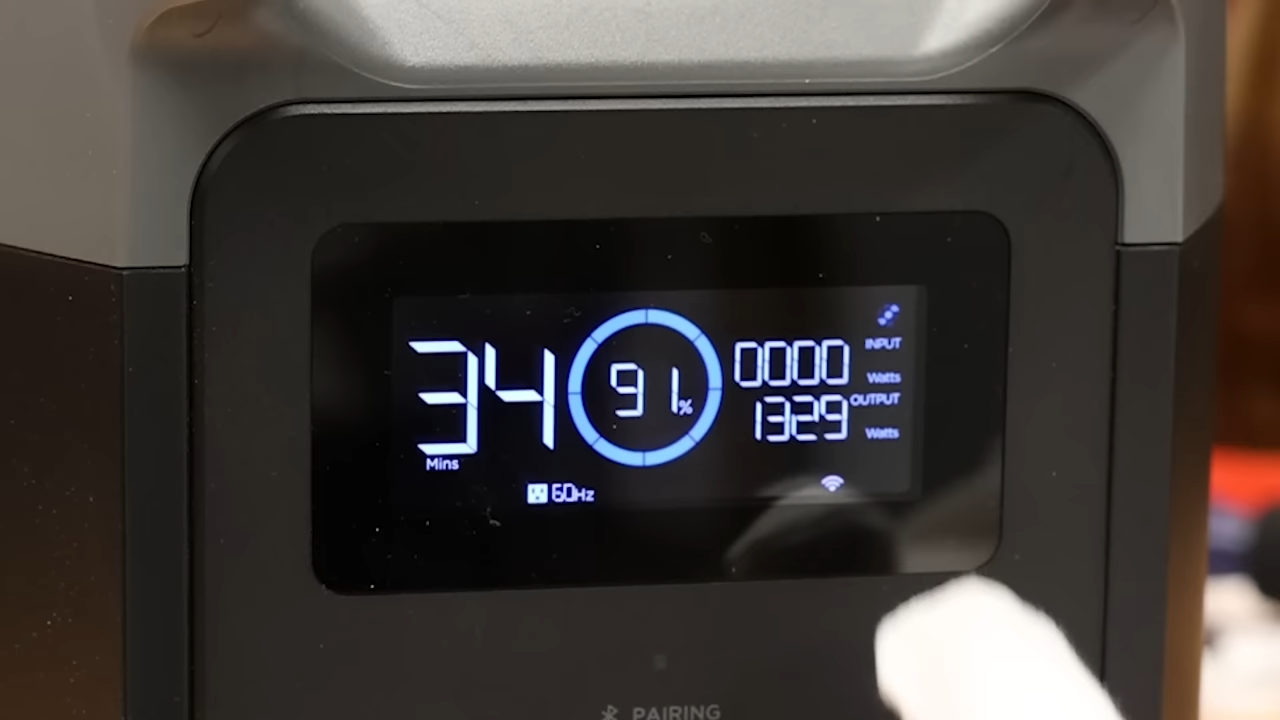 34 Mins
91%
0000 INPUT Watts
1329 OUTPUT Watts
60Hz
PAIRING